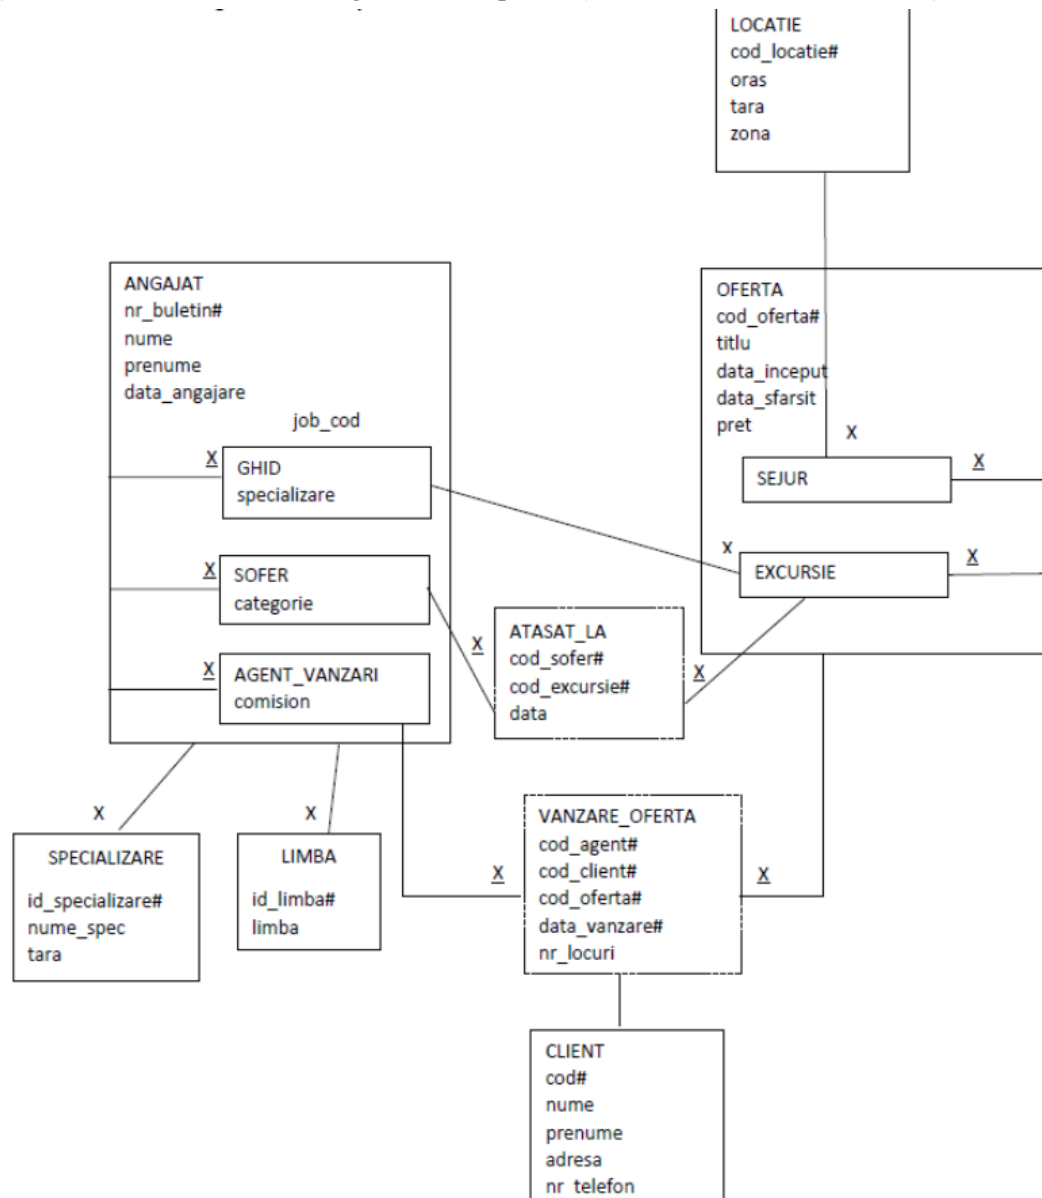 LOCATIE
cod_locatie#
oras
tara
zona
ANGAJAT
nr_buletin#
nume
prenume
data_angajare
job_cod
X
GHID
specializare
X
SOFER
categorie
X
AGENT_VANZARI
comision
OFERTA
cod_oferta#
titlu
data_inceput
data_sfarsit
pret
X
SEJUR
X
x
EXCURSIE
X
X
ATASAT_LA
cod_sofer#
cod_excursie#
data
X
X
SPECIALIZARE
id_specializare#
nume_spec
tara
X
LIMBA
id_limba#
limba
X
VANZARE_OFERTA
cod_agent#
cod_client#
cod_oferta#
data_vanzare#
nr_locuri
X
CLIENT
cod#
nume
prenume
adresa
nr_telefon